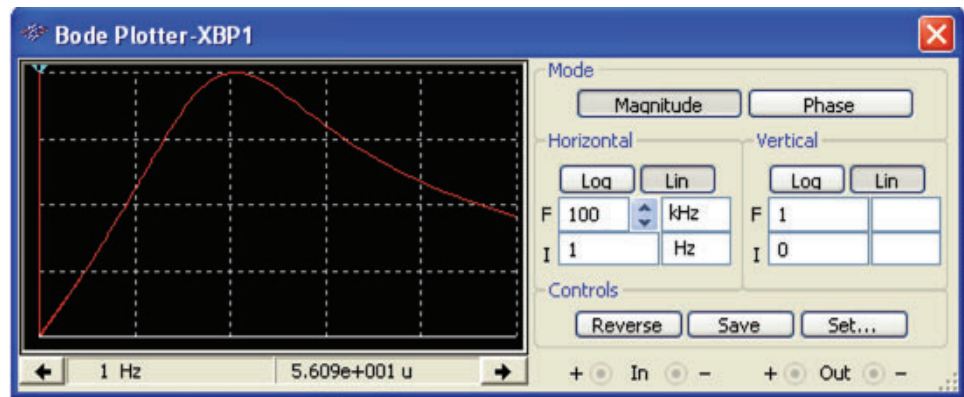 Bode Plotter-XBP1
Mode
Magnitude Phase
Horizontal Vertical
Log Lin Log Lin
F 100 kHz F 1
I 1 Hz I 0
Controls
Reverse Save Set...
1 Hz 5.609e+001 u + In - + Out -